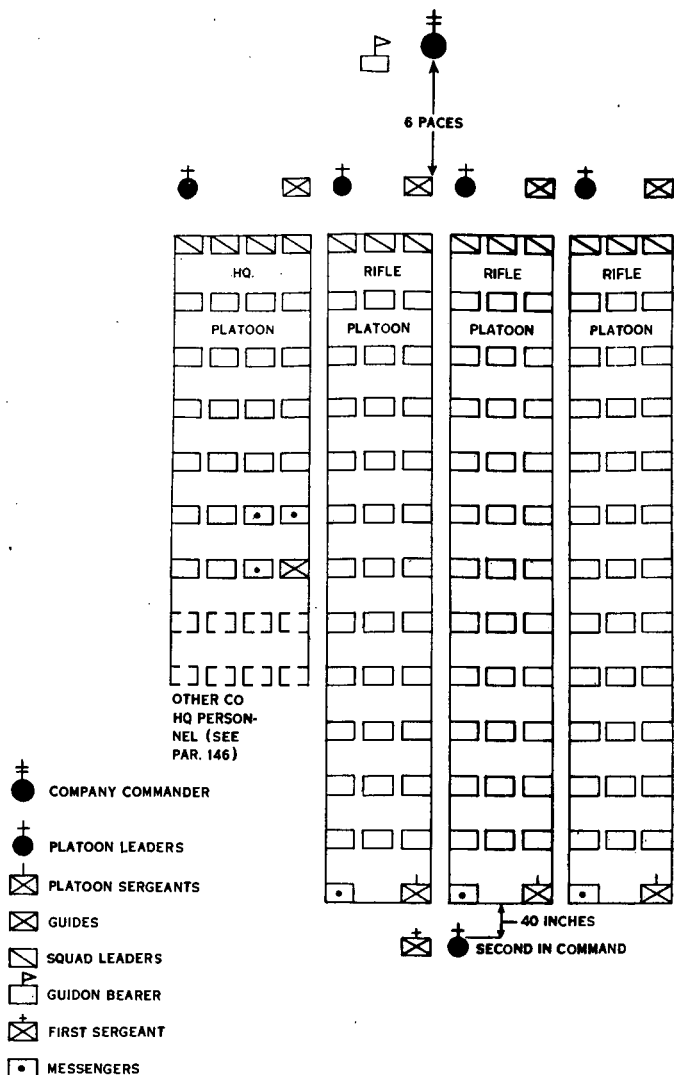 6 PACES
HQ.
RIFLE
RIFLE
RIFLE
PLATOON
PLATOON
PLATOON
PLATOON
OTHER CO
HQ PERSON-
NEL (SEE
PAR. 146)
40 INCHES
SECOND IN COMMAND
COMPANY COMMANDER
PLATOON LEADERS
PLATOON SERGEANTS
GUIDES
SQUAD LEADERS
GUIDON BEARER
FIRST SERGEANT
MESSENGERS